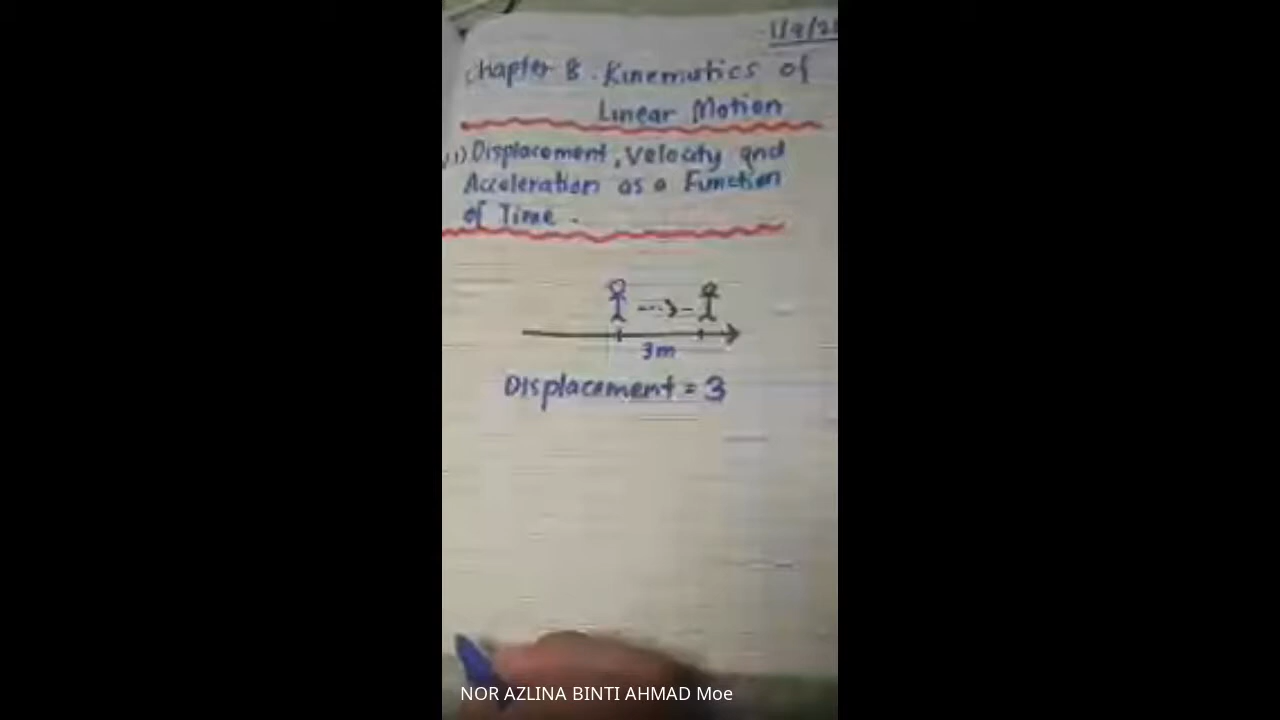 Chapter 8. Kinematics of
Linear Motion
Displacement, Velocity and
Acceleration as a Function
of Time.
3m
Displacement = 3
NOR AZLINA BINTI AHMAD Moe